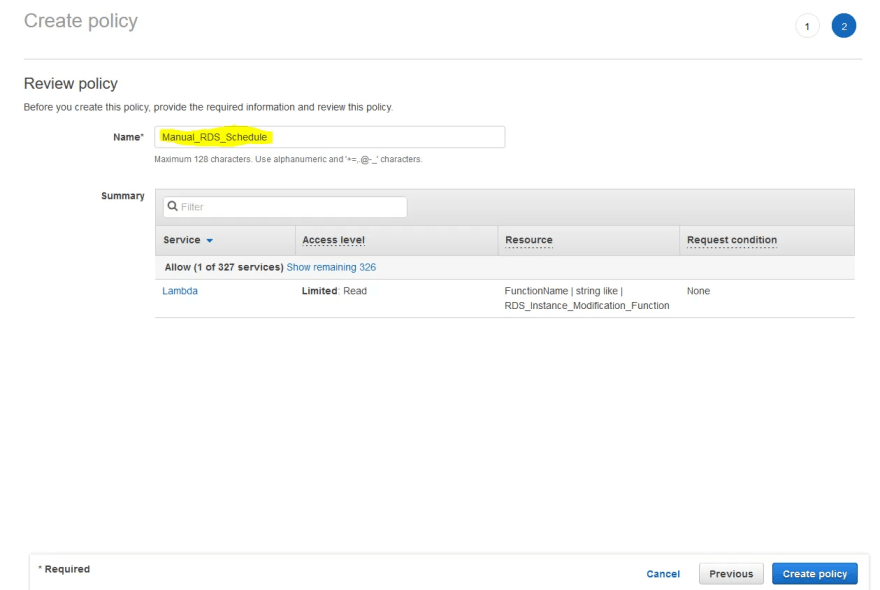 Create policy
1
2
Review policy
Before you create this policy, provide the required information and review this policy.
Name* Manual_RDS_Schedule
Maximum 128 characters. Use alphanumeric and '+=,.@-_' characters.
Summary
Filter
Service Access level Resource Request condition
Allow (1 of 327 services) Show remaining 326
Lambda Limited: Read FunctionName | string like | None
RDS_Instance_Modification_Function
* Required
Cancel Previous Create policy